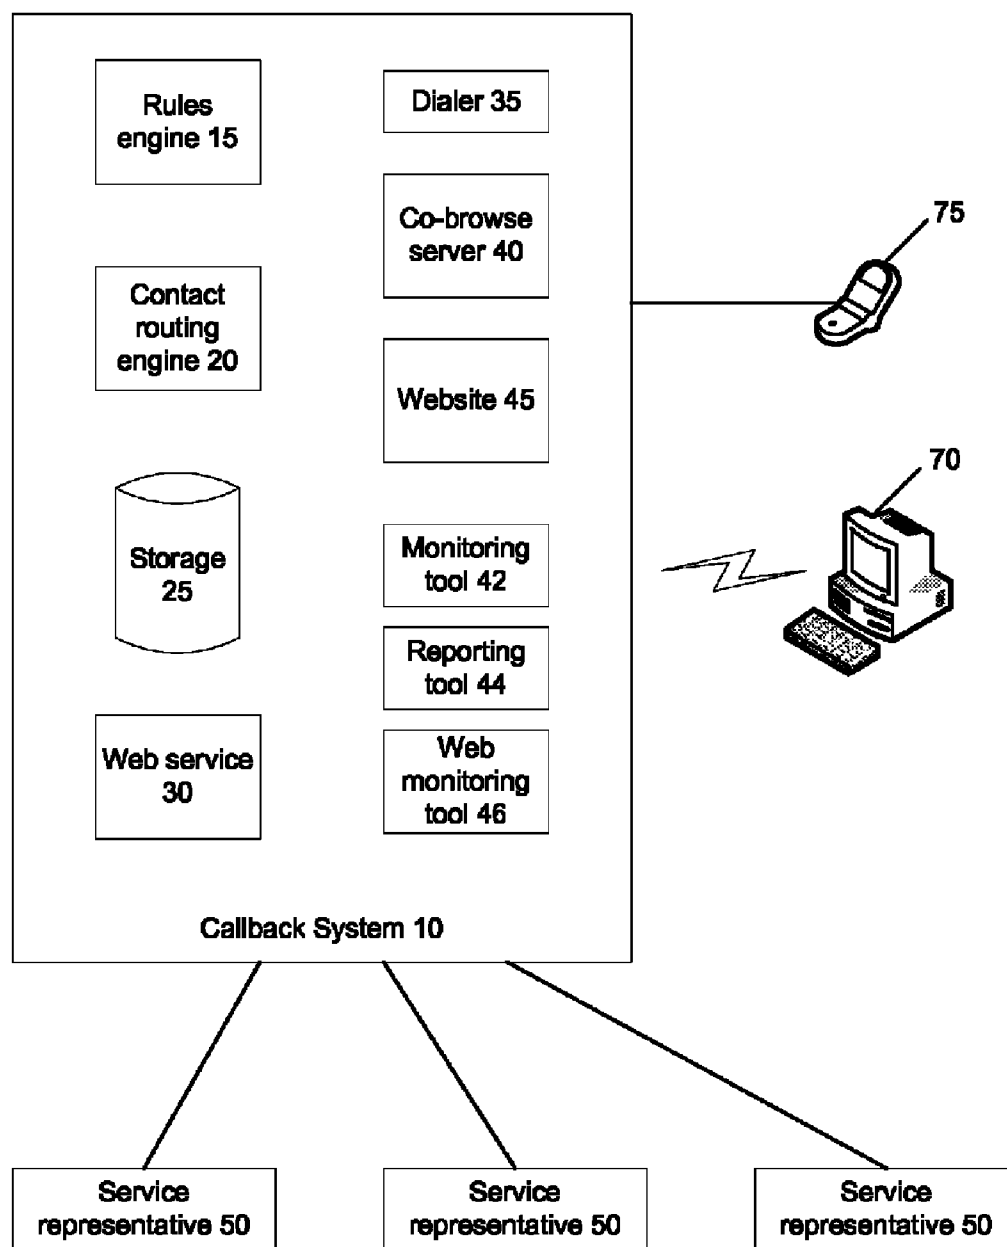 Rules
engine 15
Contact
routing
engine 20
Storage
25
Web service
30
Dialer 35
Co-browse
server 40
Website 45
Monitoring
tool 42
Reporting
tool 44
Web
monitoring
tool 46
Callback System 10
75
70
Service
representative 50
Service
representative 50
Service
representative 50